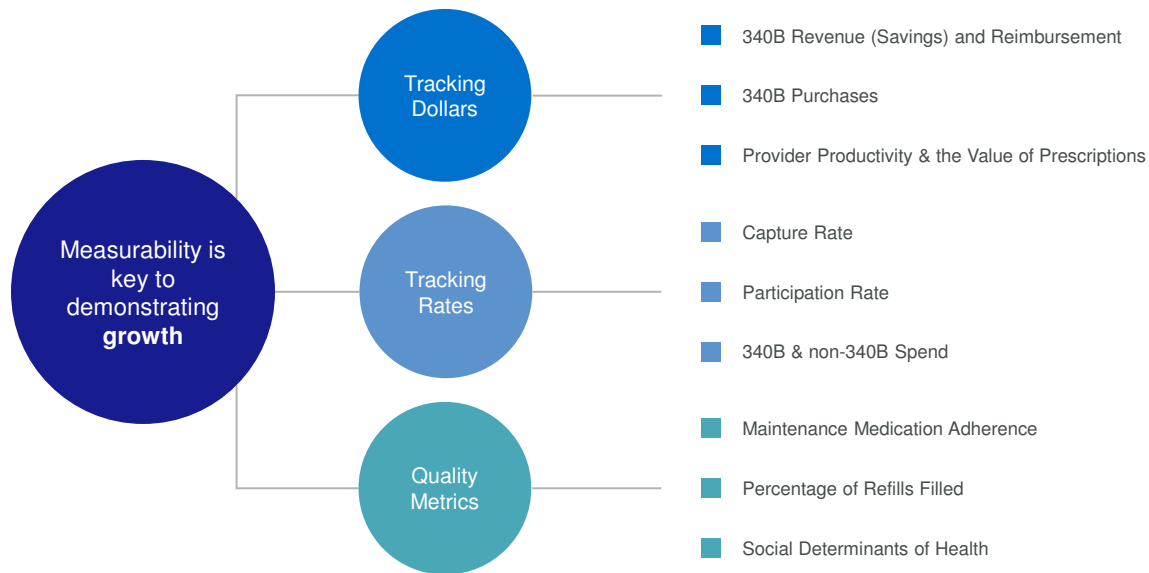 Measurability is
key to
demonstrating
growth
Tracking
Dollars
340B Revenue (Savings) and Reimbursement
340B Purchases
Provider Productivity & the Value of Prescriptions
Tracking
Rates
Capture Rate
Participation Rate
340B & non-340B Spend
Quality
Metrics
Maintenance Medication Adherence
Percentage of Refills Filled
Social Determinants of Health